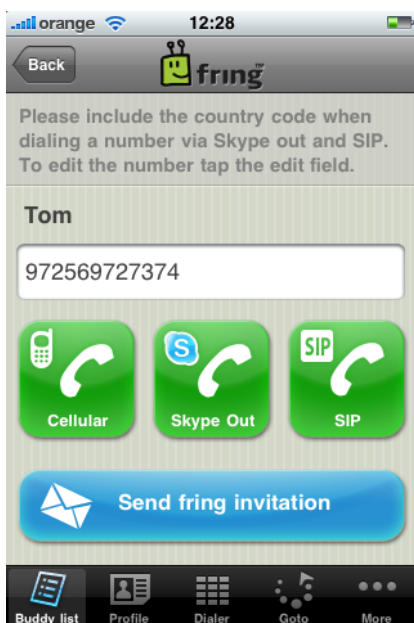 orange 12:28
Back fring™
Please include the country code when
dialing a number via Skype out and SIP.
To edit the number tap the edit field.
Tom
972569727374
S SIP
Cellular Skype Out SIP
Send fring invitation
Buddy list Profile Dialer Goto More